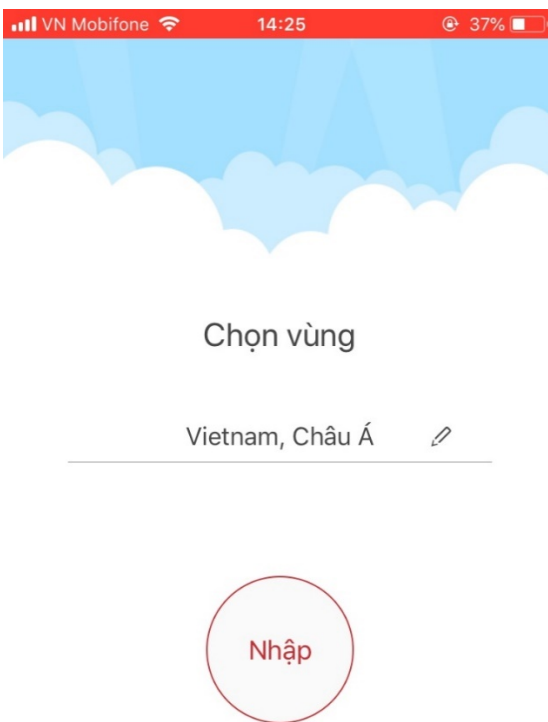 VN Mobifone 14:25 37%
Chọn vùng
Vietnam, Châu Á
Nhập